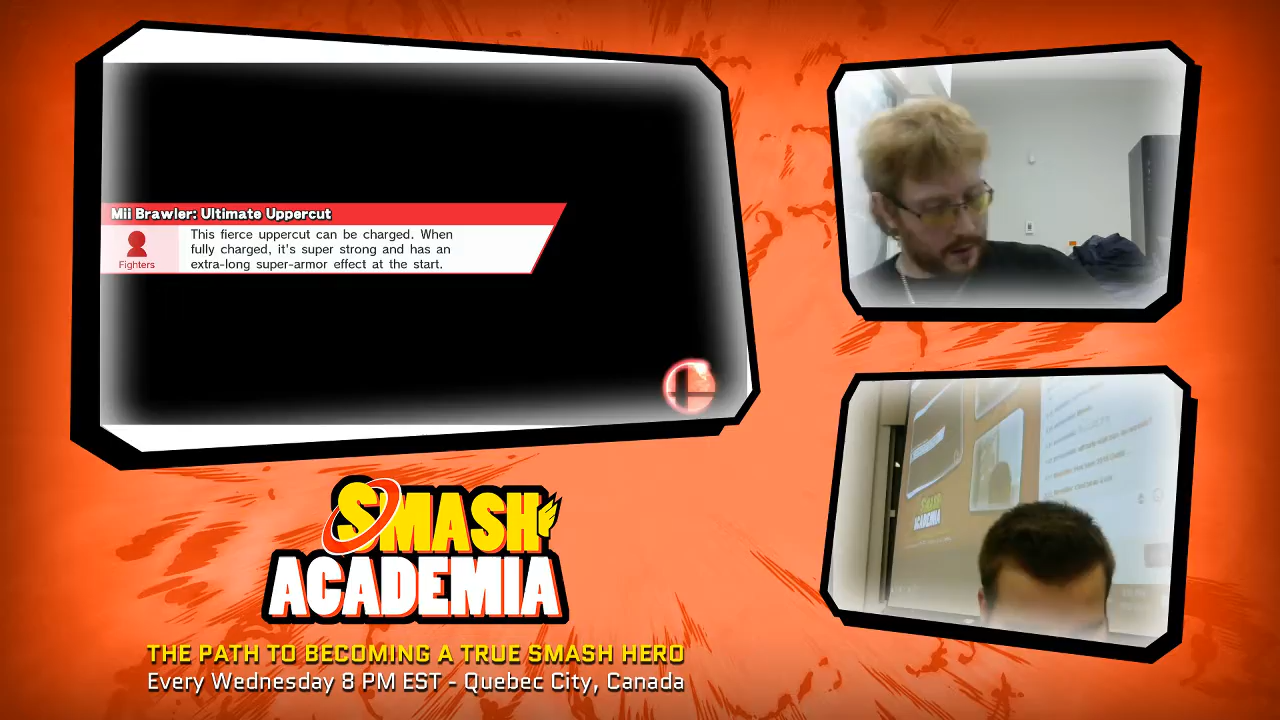 Mii Brawler: Ultimate Uppercut
This fierce uppercut can be charged. When
fully charged, it's super strong and has an
extra-long super-armor effect at the start.
Fighters
SMASH
ACADEMIA
SMASH
ACADEMIA
THE PATH TO BECOMING A TRUE SMASH HERO
Every Wednesday 8 PM EST - Quebec City, Canada